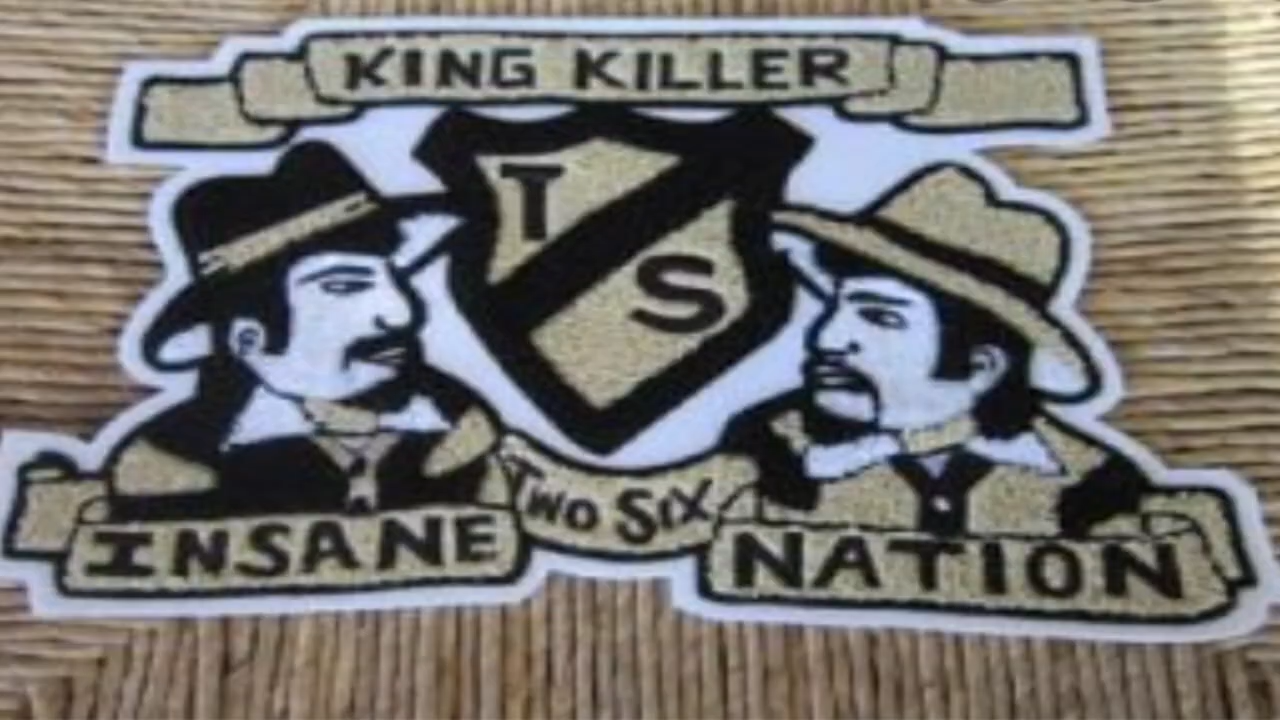 KING KILLER
T
S
TWO SIX
INSANE
NATION